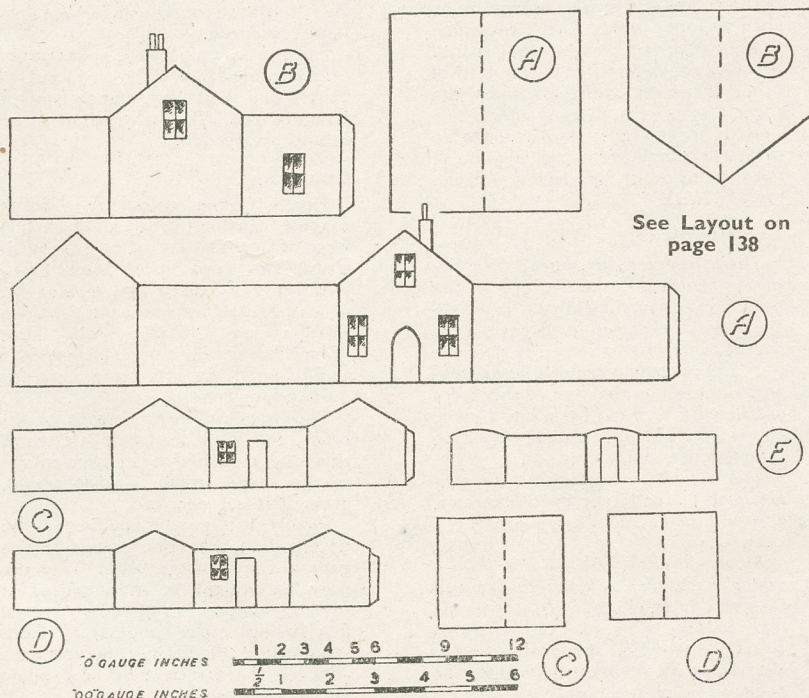 B
A
B
See Layout on
page 138
A
E
C
C
D
D
"O" GAUGE INCHES 1 2 3 4 5 6 9 12
"OO" GAUGE INCHES ½ 1 2 3 4 5 6